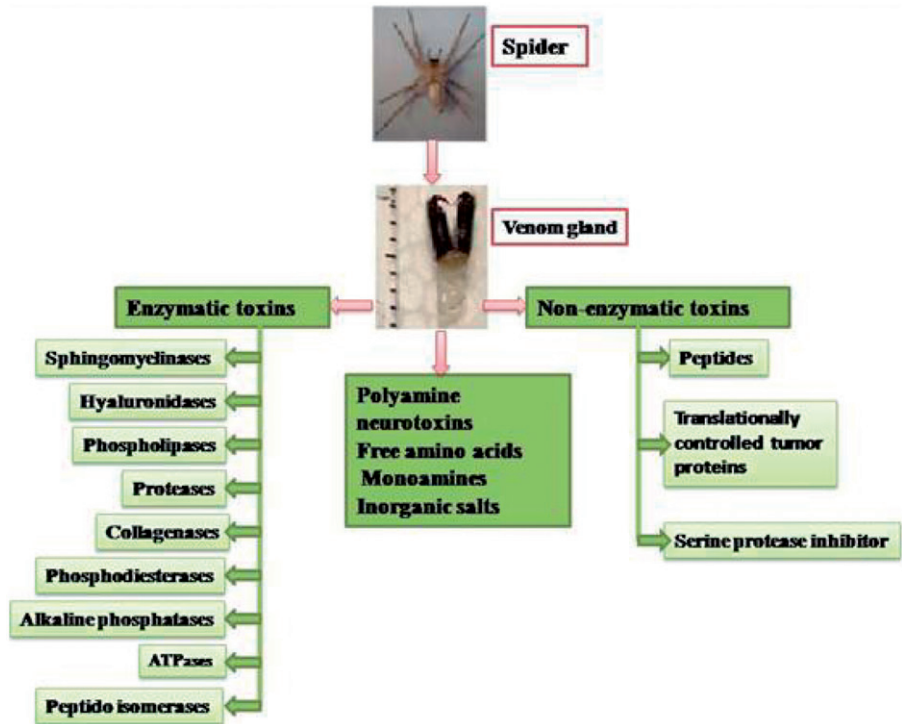 Spider
Venom gland
Enzymatic toxins
Non-enzymatic toxins
Sphingomyelinases
Hyaluronidases
Phospholipases
Proteases
Collagenases
Phosphodiesterases
Alkaline phosphatases
ATPases
Peptido isomerases
Polyamine
neurotoxins
Free amino acids
Monoamines
Inorganic salts
Peptides
Translationally
controlled tumor
proteins
Serine protease inhibitor